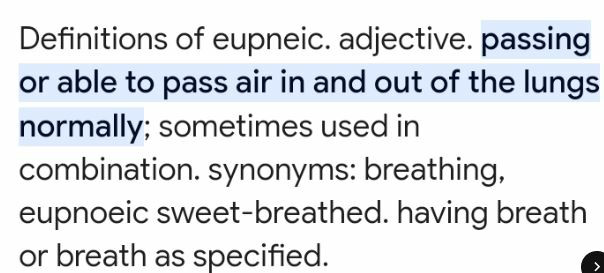 Definitions of eupneic. adjective. passing
or able to pass air in and out of the lungs
normally; sometimes used in
combination. synonyms: breathing,
eupnoeic sweet-breathed. having breath
or breath as specified.